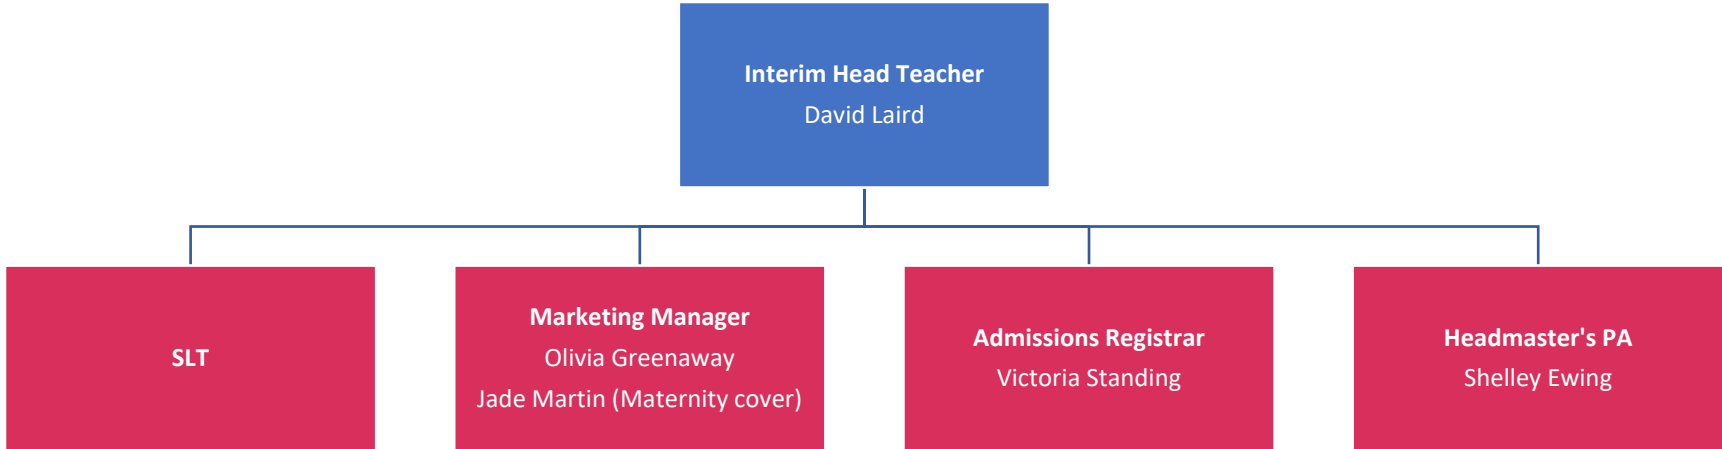 Interim Head Teacher
David Laird
SLT
Marketing Manager
Olivia Greenaway
Jade Martin (Maternity cover)
Admissions Registrar
Victoria Standing
Headmaster's PA
Shelley Ewing